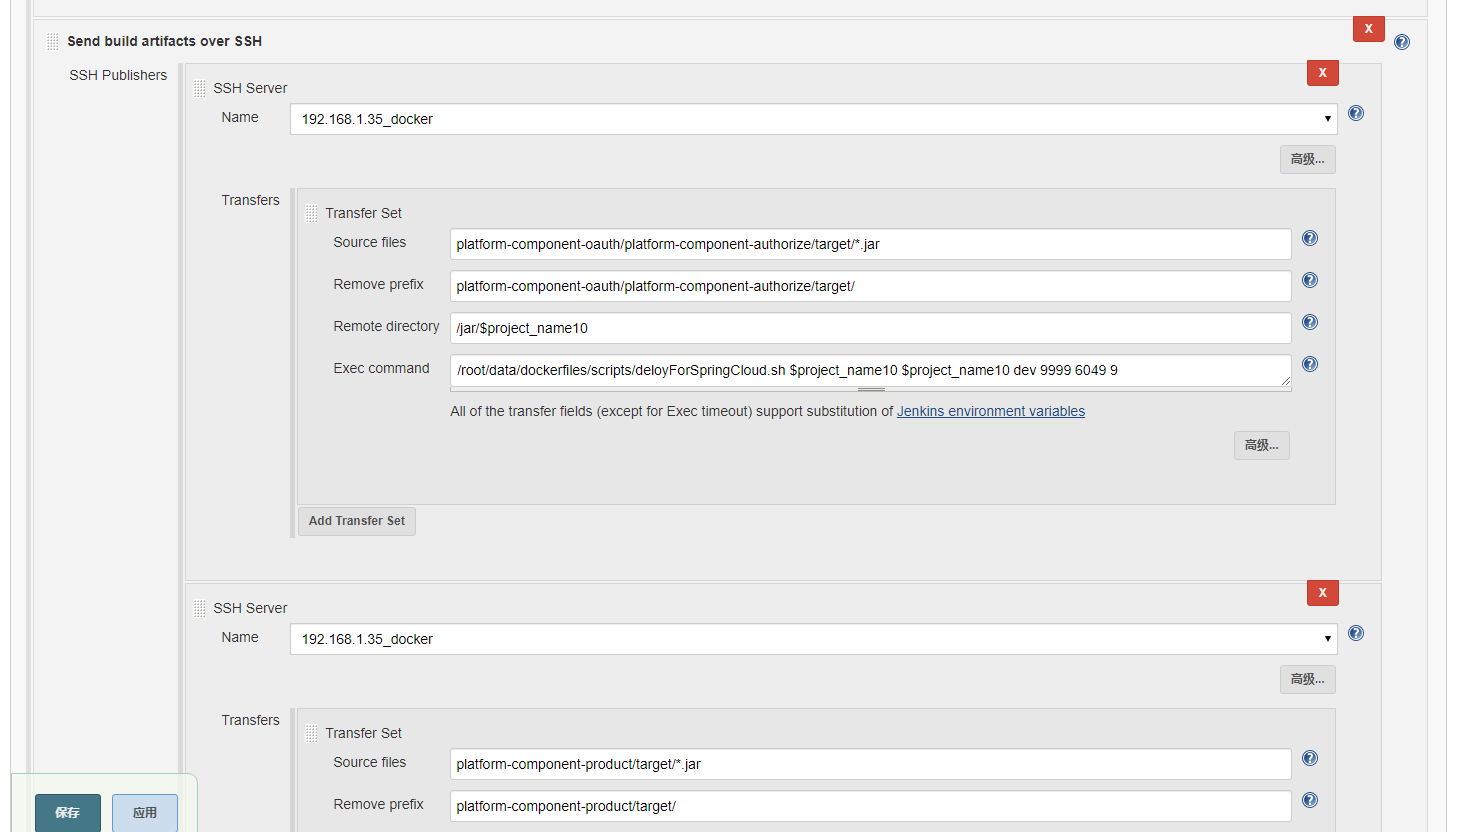 X
Send build artifacts over SSH
SSH Publishers
X
SSH Server
Name
192.168.1.35_docker
高级...
Transfers
Transfer Set
Source files
platform-component-oauth/platform-component-authorize/target/*.jar
Remove prefix
platform-component-oauth/platform-component-authorize/target/
Remote directory
/jar/$project_name10
Exec command
/root/data/dockerfiles/scripts/deloyForSpringCloud.sh $project_name10 $project_name10 dev 9999 6049 9
All of the transfer fields (except for Exec timeout) support substitution of Jenkins environment variables
高级...
Add Transfer Set
X
SSH Server
Name
192.168.1.35_docker
高级...
Transfers
Transfer Set
Source files
platform-component-product/target/*.jar
Remove prefix
platform-component-product/target/
保存
应用